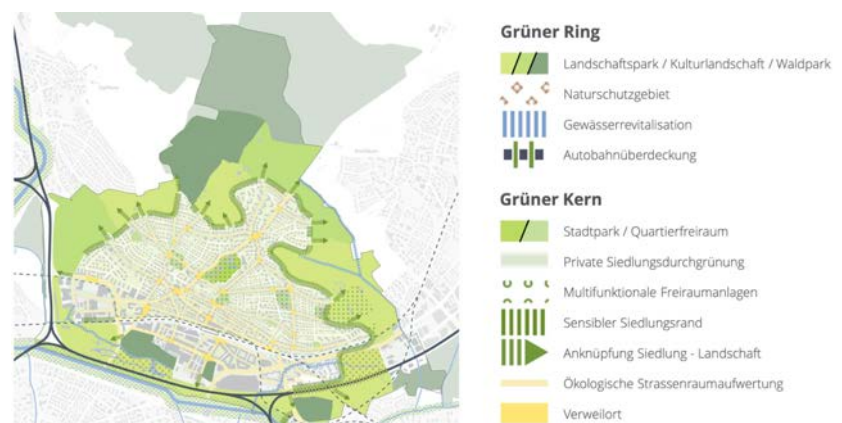 Grüner Ring
Landschaftspark / Kulturlandschaft / Waldpark
Naturschutzgebiet
Gewässerrevitalisation
Autobahnüberdeckung
Grüner Kern
Stadtpark / Quartierfreiraum
Private Siedlungsdurchgrünung
Multifunktionale Freiraumanlagen
Sensibler Siedlungsrand
Anknüpfung Siedlung - Landschaft
Ökologische Strassenraumaufwertung
Verweilort